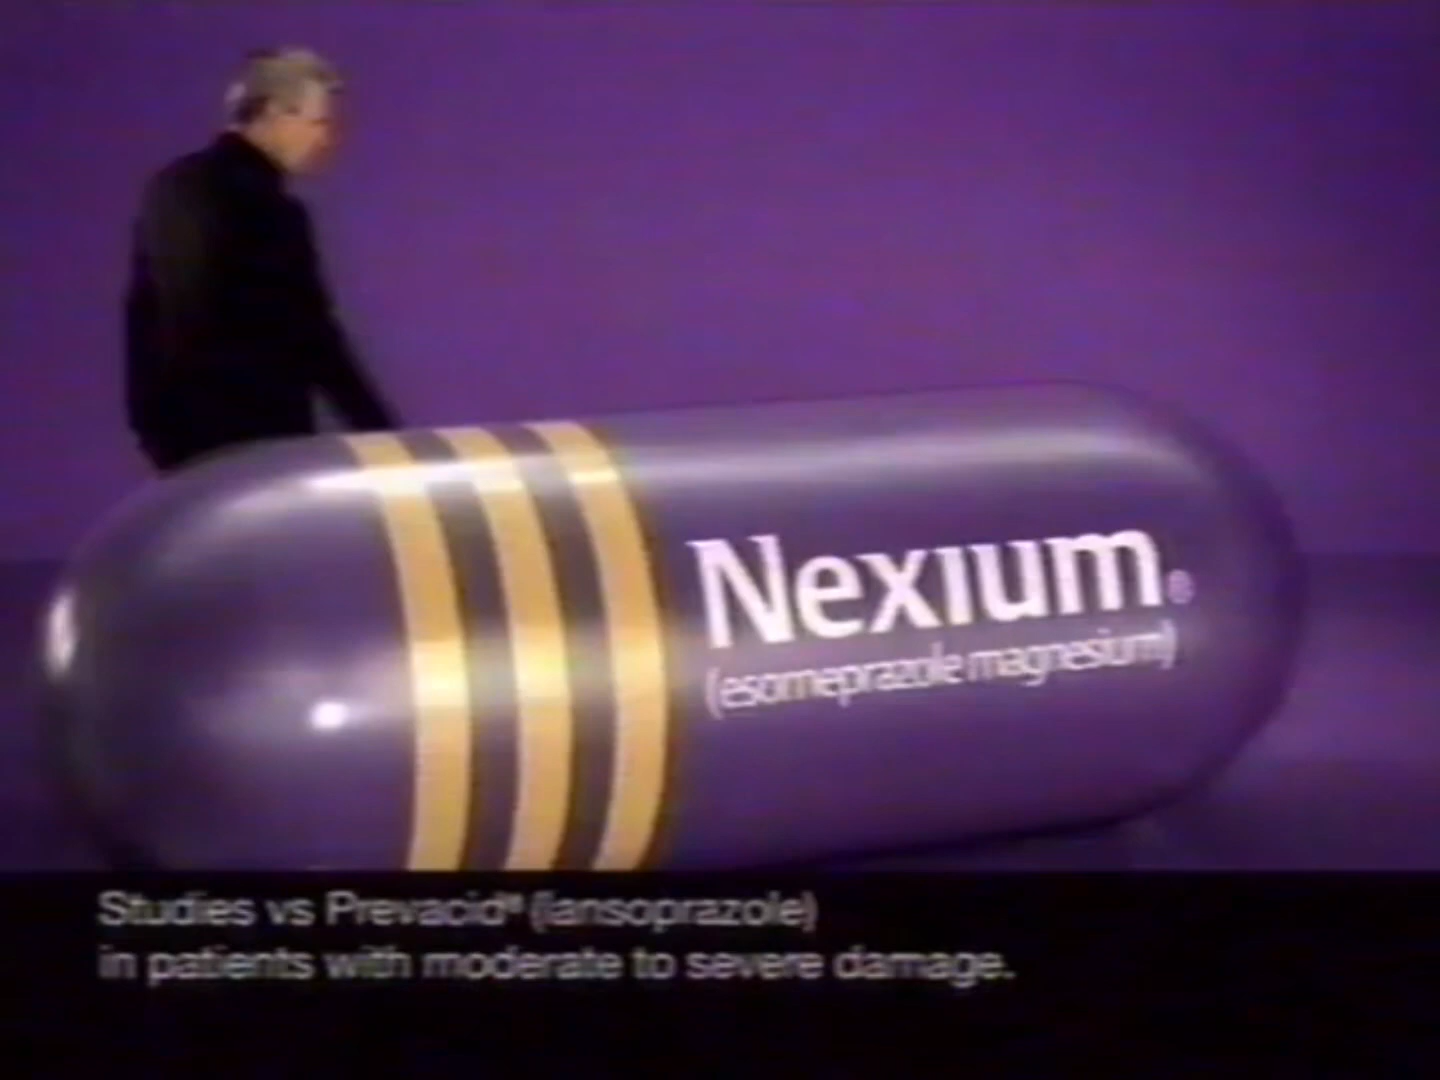 Nexium®
(esomeprazole magnesium)
Studies vs Prevacid® (lansoprazole)
in patients with moderate to severe damage.